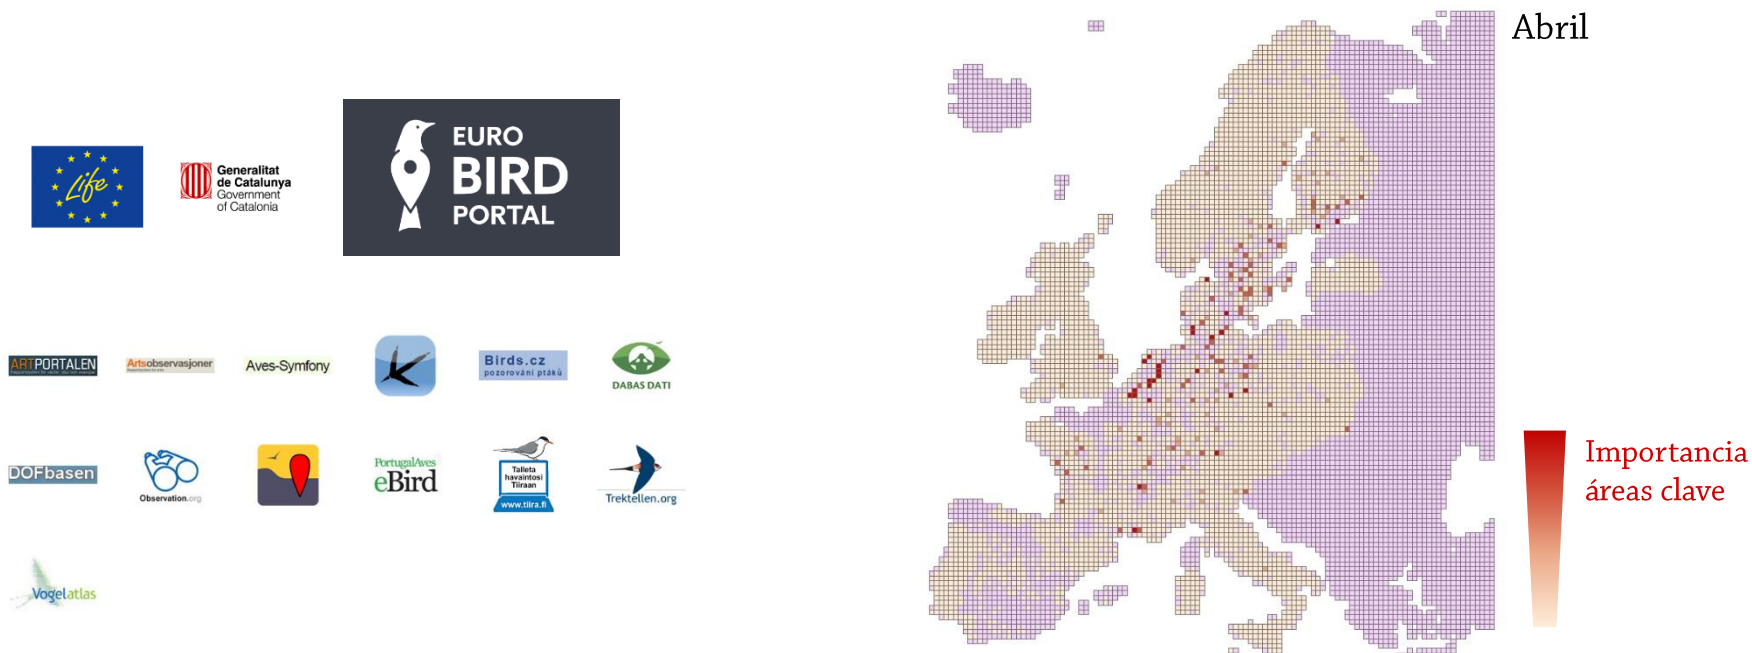 Abril
Life
Generalitat
de Catalunya
Government
of Catalonia
EURO
BIRD
PORTAL
ARTPORTALEN
Artsobservasjoner
Aves-Symfony
Birds.cz
pozorování ptáků
DABAS DATI
DOFbasen
Observation.org
PortugalAves
eBird
Talleta
havaintosi
Tiiraan
www.tiira.fi
Trektellen.org
Vogelatlas
Importancia
áreas clave